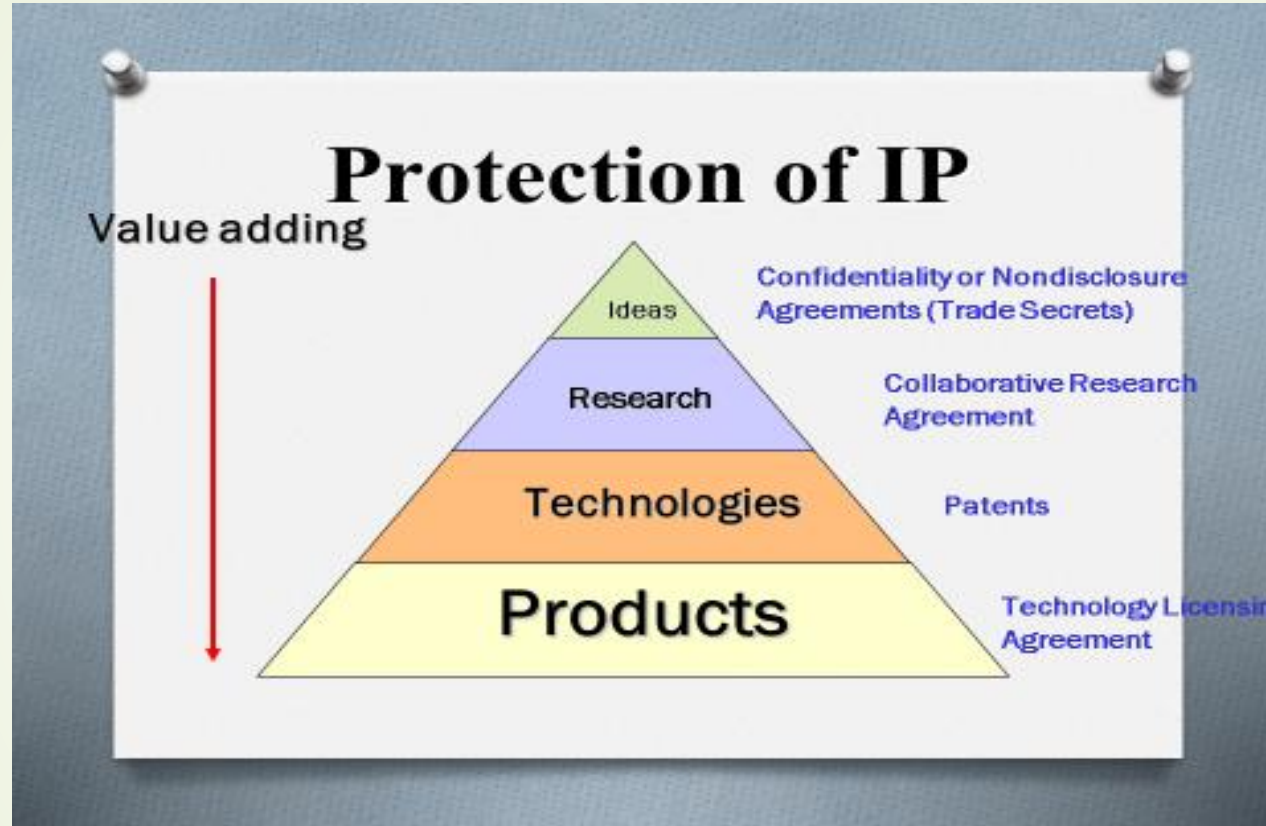 Protection of IP
Value adding
Ideas
Confidentiality or Nondisclosure
Agreements (Trade Secrets)
Research
Collaborative Research
Agreement
Technologies
Patents
Products
Technology Licensin
Agreement